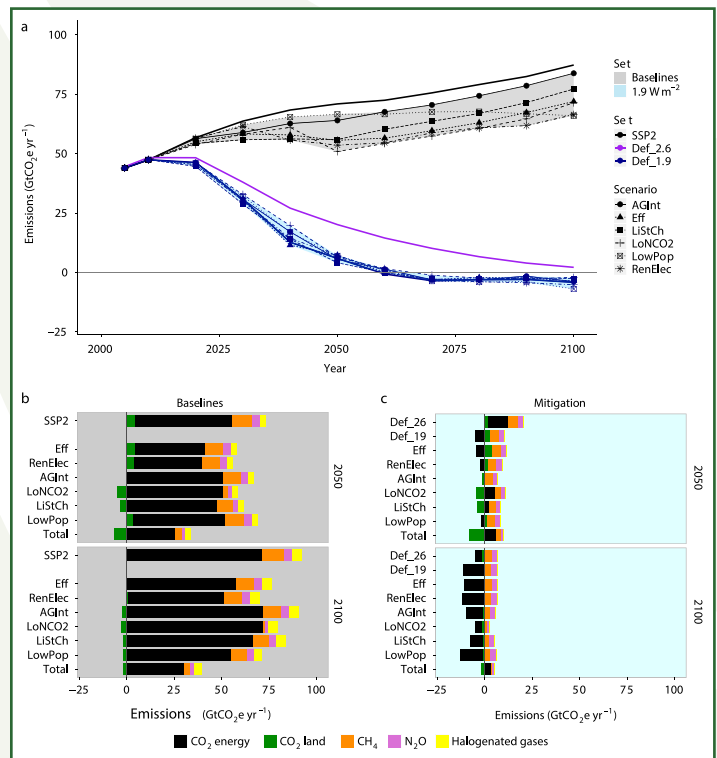 a
100
75
50
25
0
−25
Emissions (GtCO2e yr−1)
2000
2025
2050
2075
2100
Year
Set
Baselines
1.9 W m−2
Set
SSP2
Def_2.6
Def_1.9
Scenario
AGInt
Eff
LiStCh
LoNCO2
LowPop
RenElec
b
Baselines
SSP2
Eff
RenElec
AGInt
LoNCO2
LiStCh
LowPop
Total
2050
SSP2
Eff
RenElec
AGInt
LoNCO2
LiStCh
LowPop
Total
2100
−25
0
25
50
75
100
Emissions (GtCO2e yr−1)
c
Mitigation
Def_26
Def_19
Eff
RenElec
AGInt
LoNCO2
LiStCh
LowPop
Total
2050
Def_26
Def_19
Eff
RenElec
AGInt
LoNCO2
LiStCh
LowPop
Total
2100
−25
0
25
50
75
100
Emissions (GtCO2e yr−1)
CO2 energy CO2 land CH4 N2O Halogenated gases